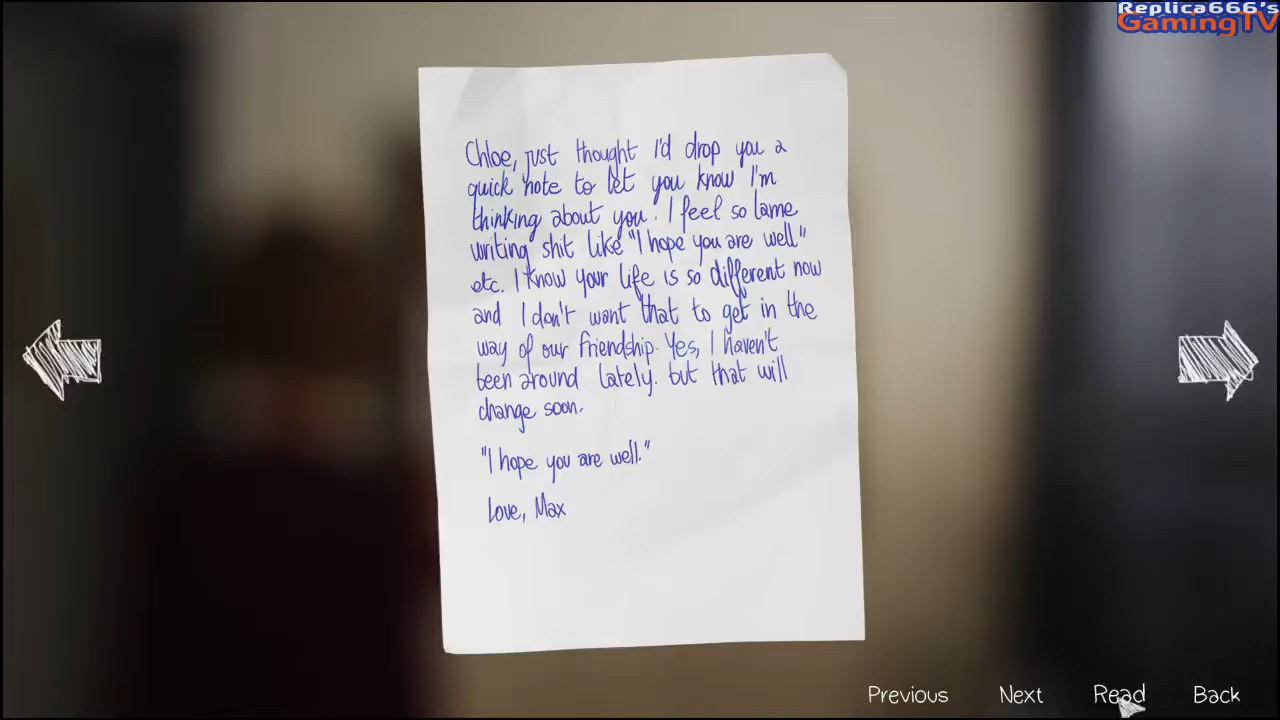 Replica666's
GamingTV
Chloe, just thought I'd drop you a
quick note to let you know I'm
thinking about you. I feel so lame
writing shit like "I hope you are well"
etc. I know your life is so different now
and I don't want that to get in the
way of our friendship. Yes, I haven't
been around lately. but that will
change soon.
"I hope you are well."
Love, Max
Previous Next Read Back